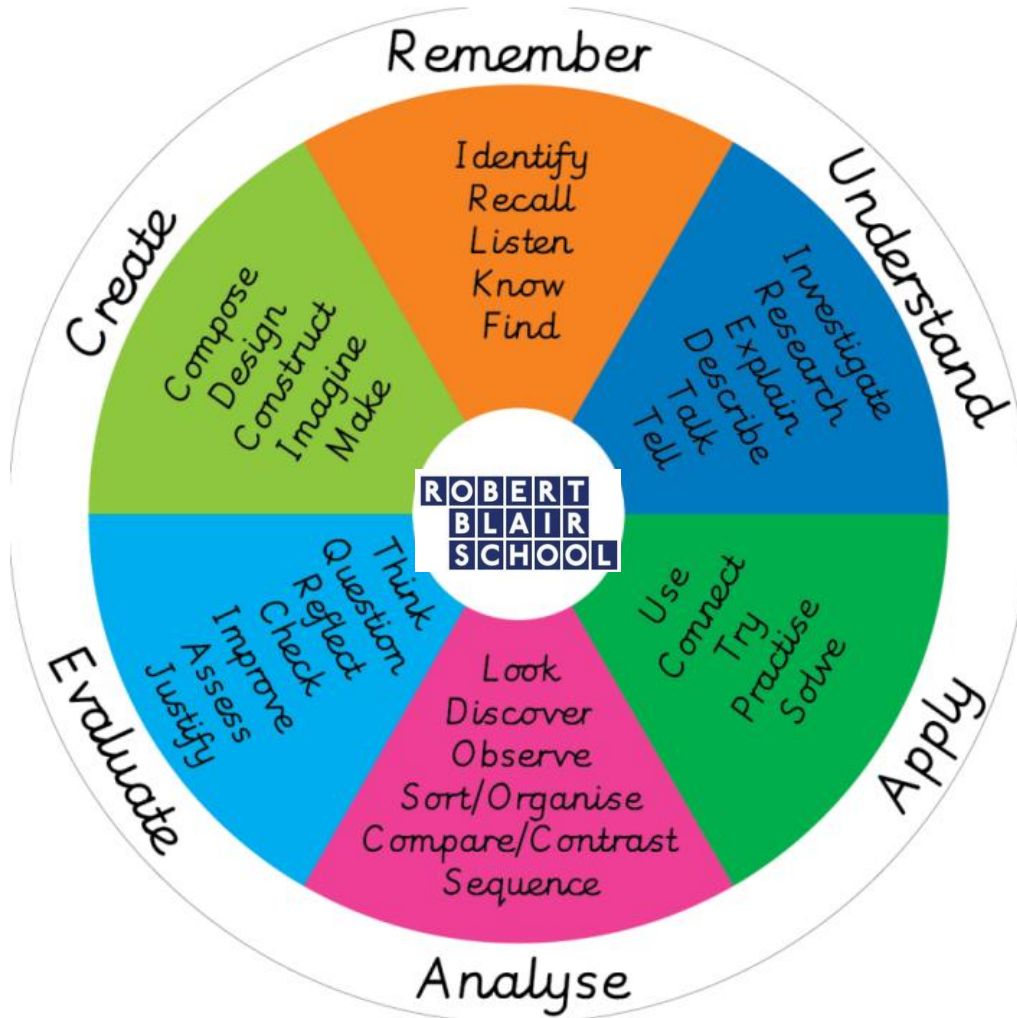 Remember
Identify
Recall
Listen
Know
Find
Understand
Investigate
Research
Explain
Describe
Talk
Tell
Apply
Use
Connect
Try
Practise
Solve
Analyse
Look
Discover
Observe
Sort/Organise
Compare/Contrast
Sequence
Evaluate
Think
Question
Reflect
Check
Improve
Assess
Justify
Create
Compose
Design
Construct
Imagine
Make
ROBERT
BLAIR
SCHOOL